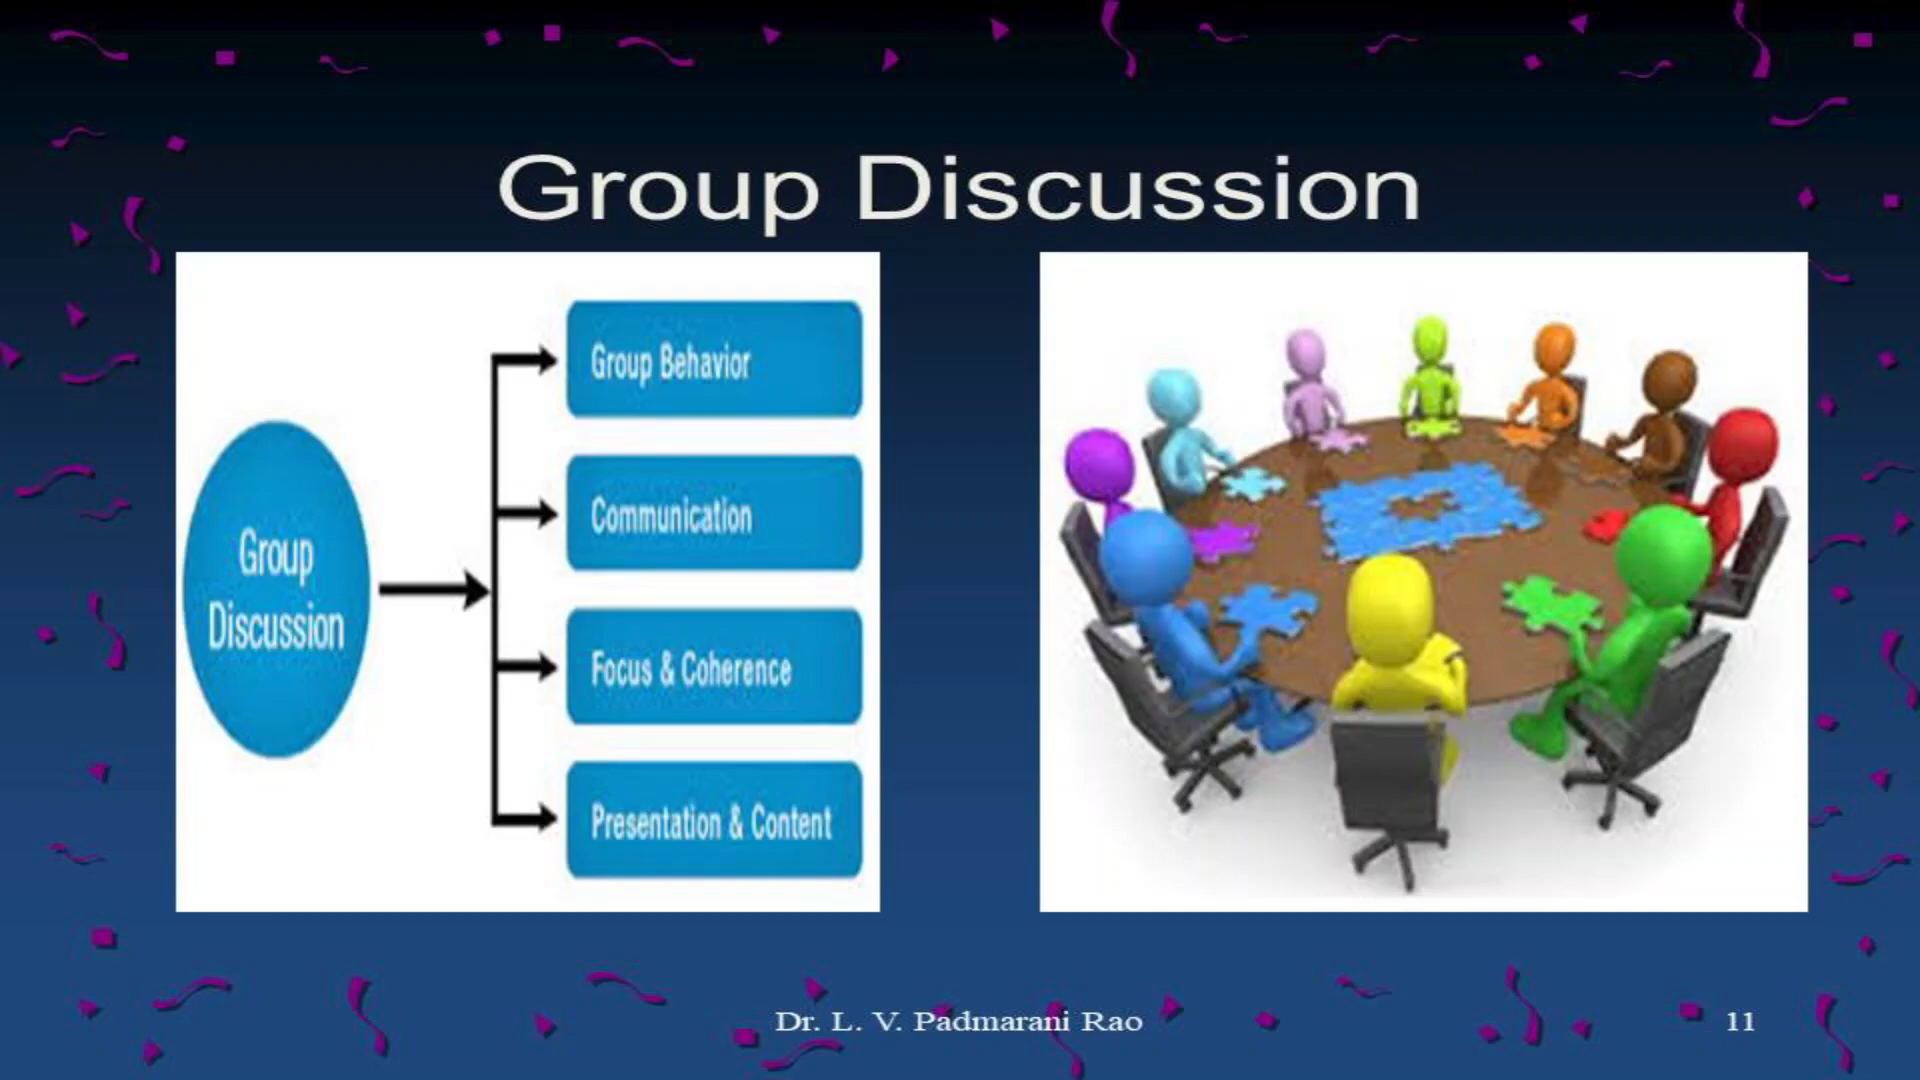 Group Discussion
Group
Discussion
Group Behavior
Communication
Focus & Coherence
Presentation & Content
Dr. L. V. Padmarani Rao
11